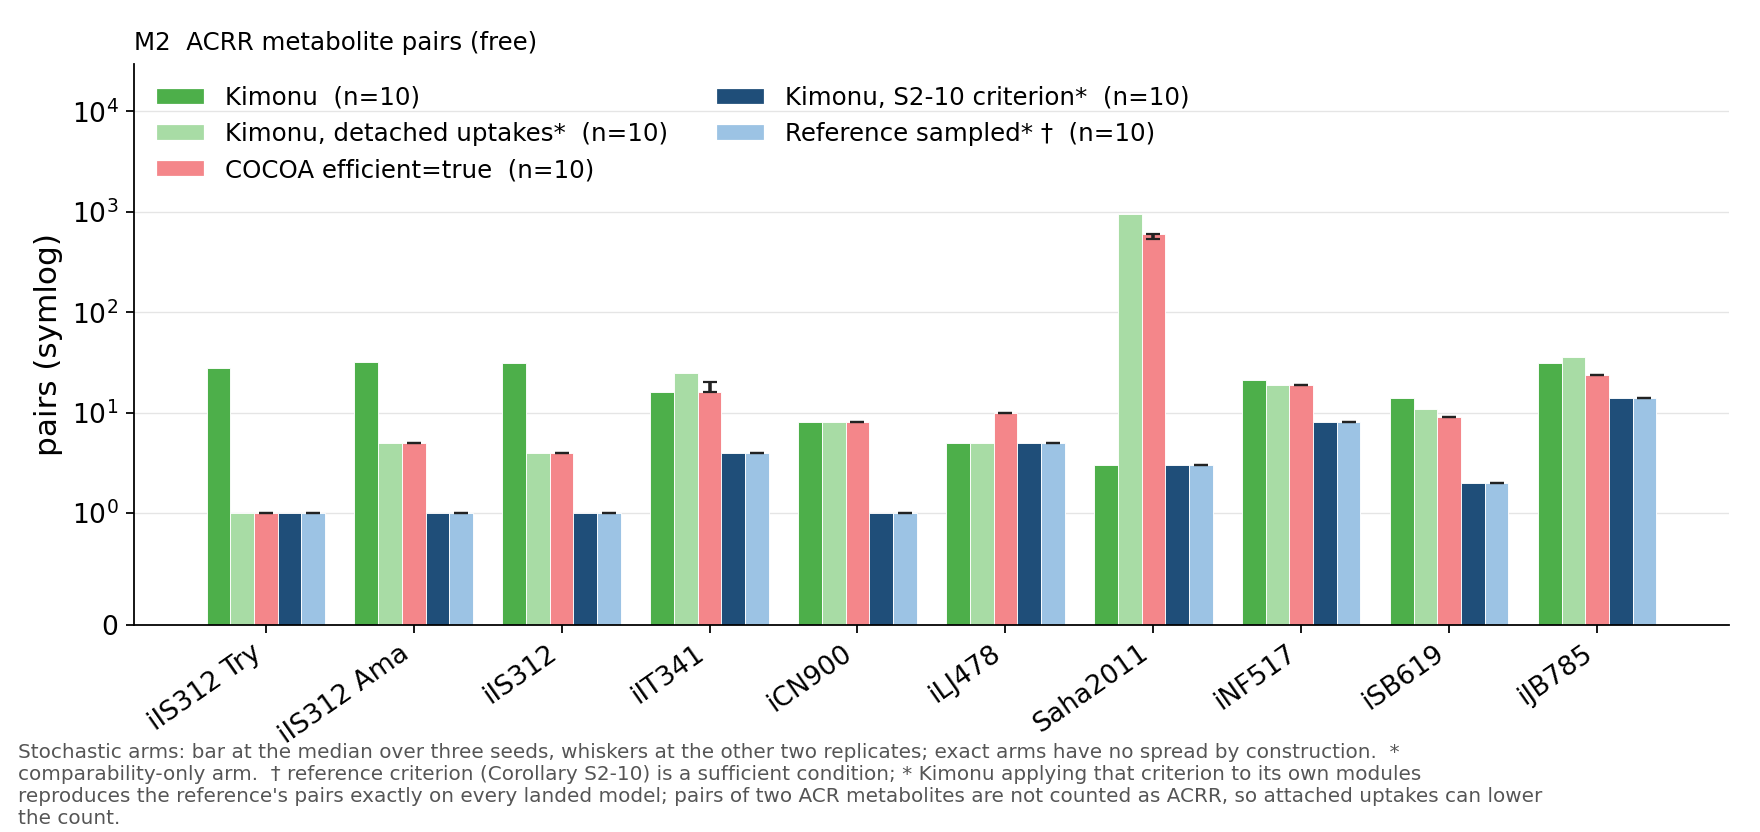 M2  ACRR metabolite pairs (free)
Kimonu  (n=10)
Kimonu, detached uptakes*  (n=10)
COCOA efficient=true  (n=10)
Kimonu, S2-10 criterion*  (n=10)
Reference sampled* †  (n=10)
pairs (symlog)
10⁴
10³
10²
10¹
10⁰
0
iIS312 Try
iIS312 Ama
iIS312
iIT341
iCN900
iLJ478
Saha2011
iNF517
iSB619
iJB785
Stochastic arms: bar at the median over three seeds, whiskers at the other two replicates; exact arms have no spread by construction.  *
comparability-only arm.  † reference criterion (Corollary S2-10) is a sufficient condition; * Kimonu applying that criterion to its own modules
reproduces the reference's pairs exactly on every landed model; pairs of two ACR metabolites are not counted as ACRR, so attached uptakes can lower
the count.